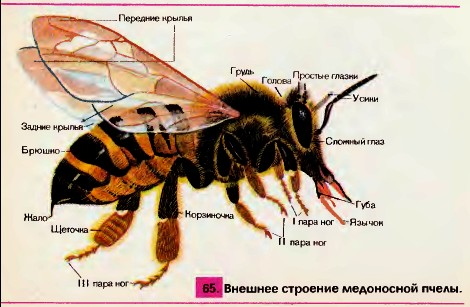 Передние крылья
Грудь
Голова
Простые глазки
Усики
Задние крылья
Сложный глаз
Брюшко
Губа
Жало
Корзиночка
Щеточка
Язычок
I пара ног
II пара ног
III пара ног
65. Внешнее строение медоносной пчелы.